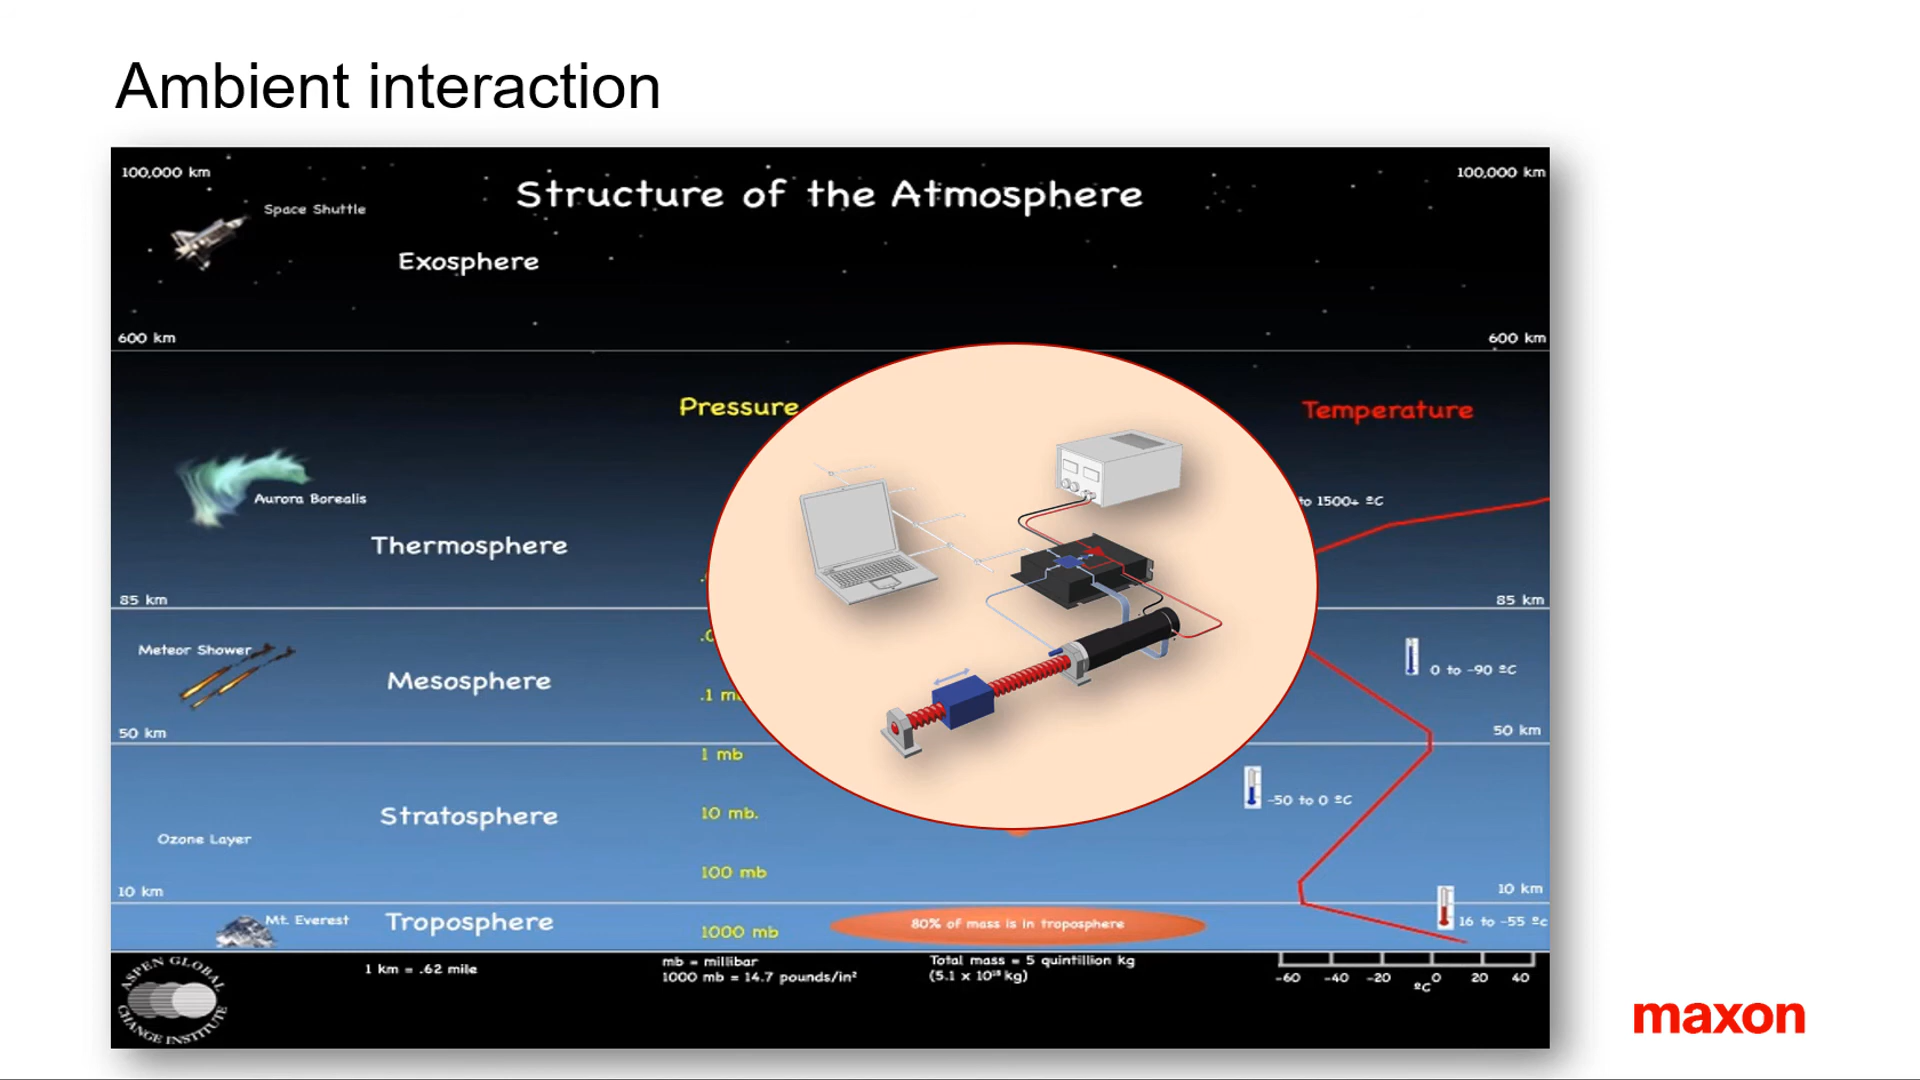 Ambient interaction
100,000 km
100,000 km
Structure of the Atmosphere
Space Shuttle
Exosphere
600 km
600 km
Pressure
Temperature
Aurora Borealis
to 1500+ ºC
Thermosphere
85 km
85 km
Meteor Shower
0 to -90 ºC
Mesosphere
.1 m
50 km
50 km
1 mb
-50 to 0 ºC
Stratosphere
10 mb.
Ozone Layer
100 mb
10 km
10 km
Mt. Everest
Troposphere
80% of mass is in troposphere
16 to -55 ºc
1000 mb
1 km = .62 mile
mb = millibar
1000 mb = 14.7 pounds/in²
Total mass = 5 quintillion kg
(5.1 x 10¹⁸ kg)
-60 -40 -20 0 20 40
ºC
ASPEN GLOBAL
CHANGE INSTITUTE
maxon